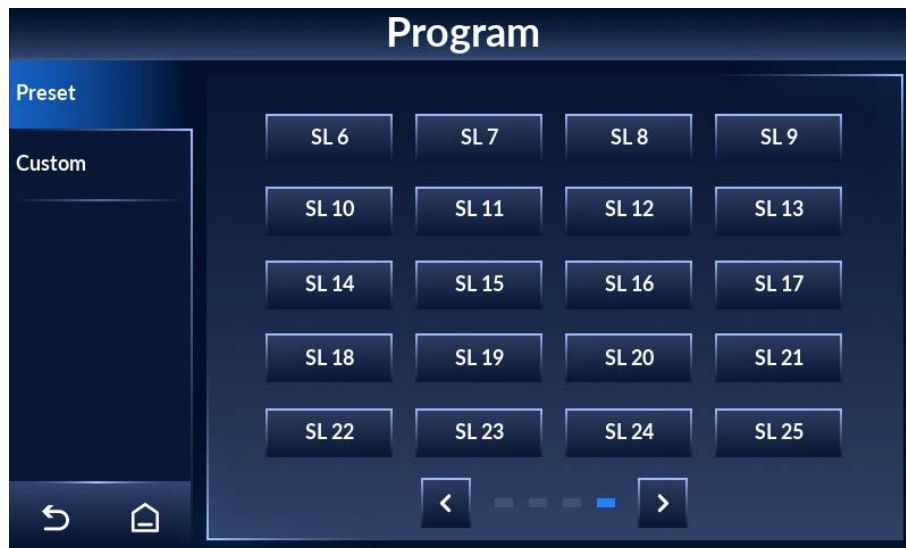 Program
Preset
Custom
SL 6 SL 7 SL 8 SL 9
SL 10 SL 11 SL 12 SL 13
SL 14 SL 15 SL 16 SL 17
SL 18 SL 19 SL 20 SL 21
SL 22 SL 23 SL 24 SL 25